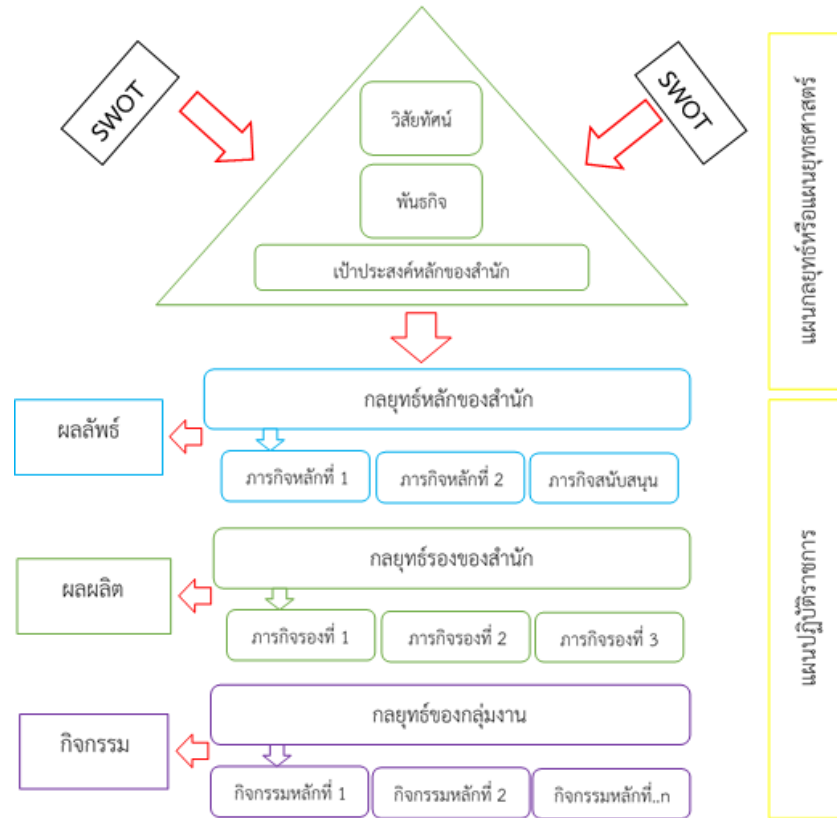 SWOT
SWOT
วิสัยทัศน์
พันธกิจ
เป้าประสงค์หลักของสำนัก
แผนกลยุทธ์หรือแผนยุทธศาสตร์
กลยุทธ์หลักของสำนัก
ผลลัพธ์
ภารกิจหลักที่ 1
ภารกิจหลักที่ 2
ภารกิจสนับสนุน
กลยุทธ์รองของสำนัก
ผลผลิต
ภารกิจรองที่ 1
ภารกิจรองที่ 2
ภารกิจรองที่ 3
แผนปฏิบัติราชการ
กลยุทธ์ของกลุ่มงาน
กิจกรรม
กิจกรรมหลักที่ 1
กิจกรรมหลักที่ 2
กิจกรรมหลักที่..n